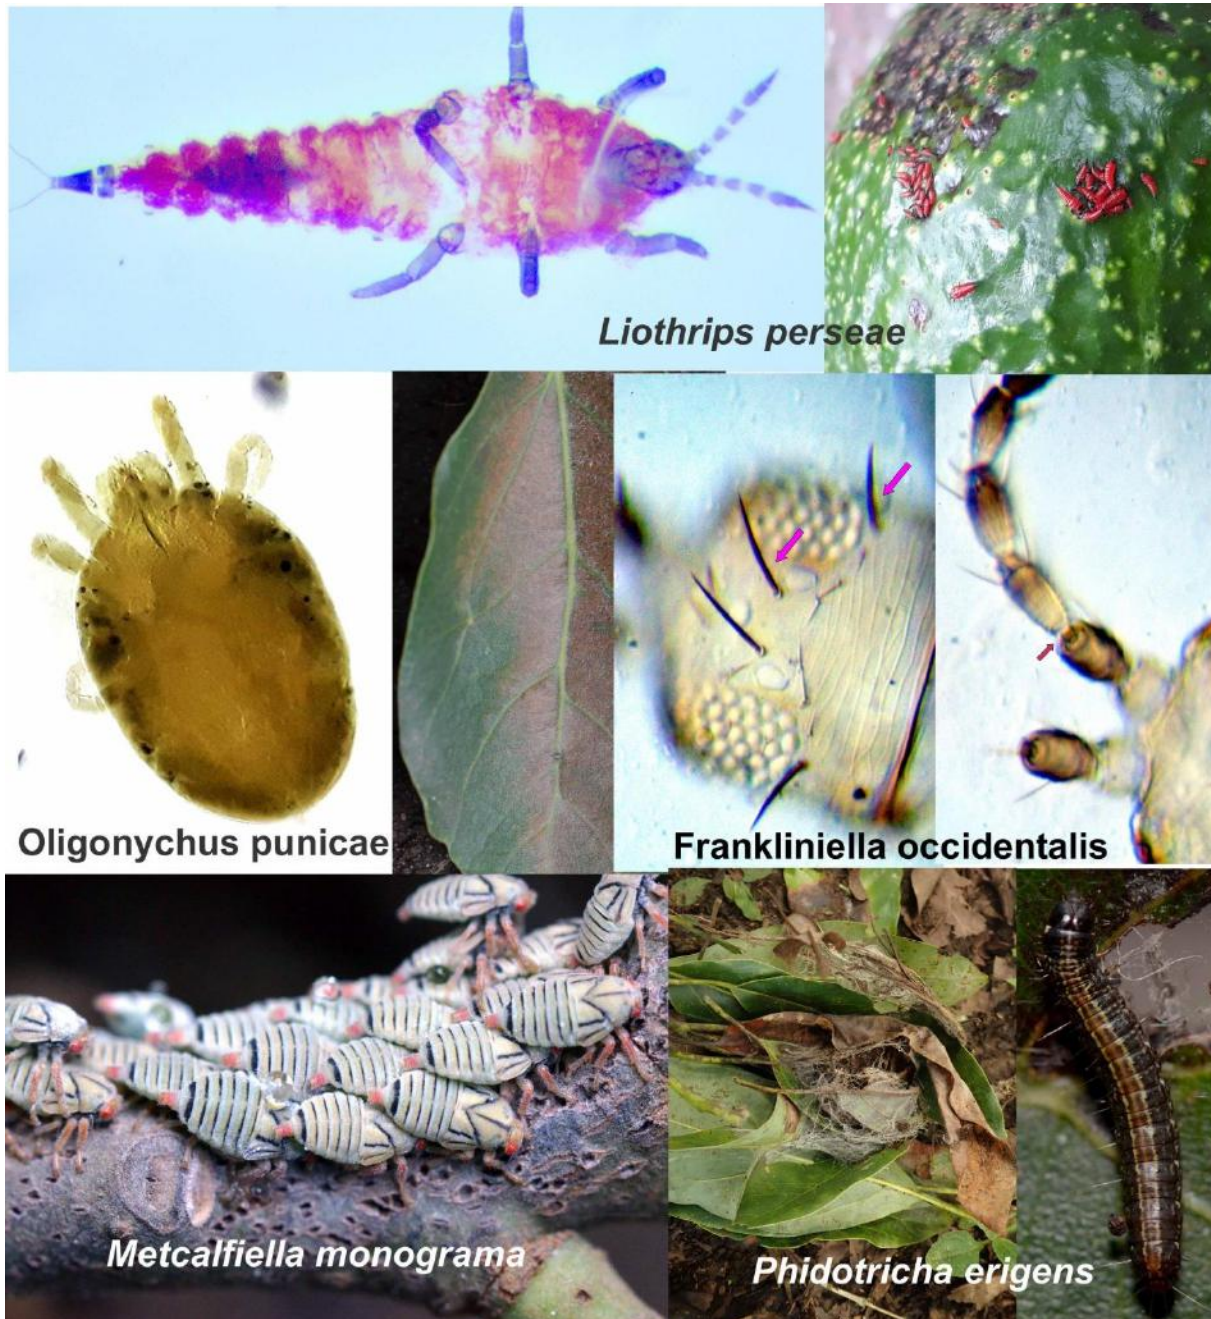 Liothrips perseae
Oligonychus punicae
Frankliniella occidentalis
Metcalfiella monograma
Phidotricha erigens